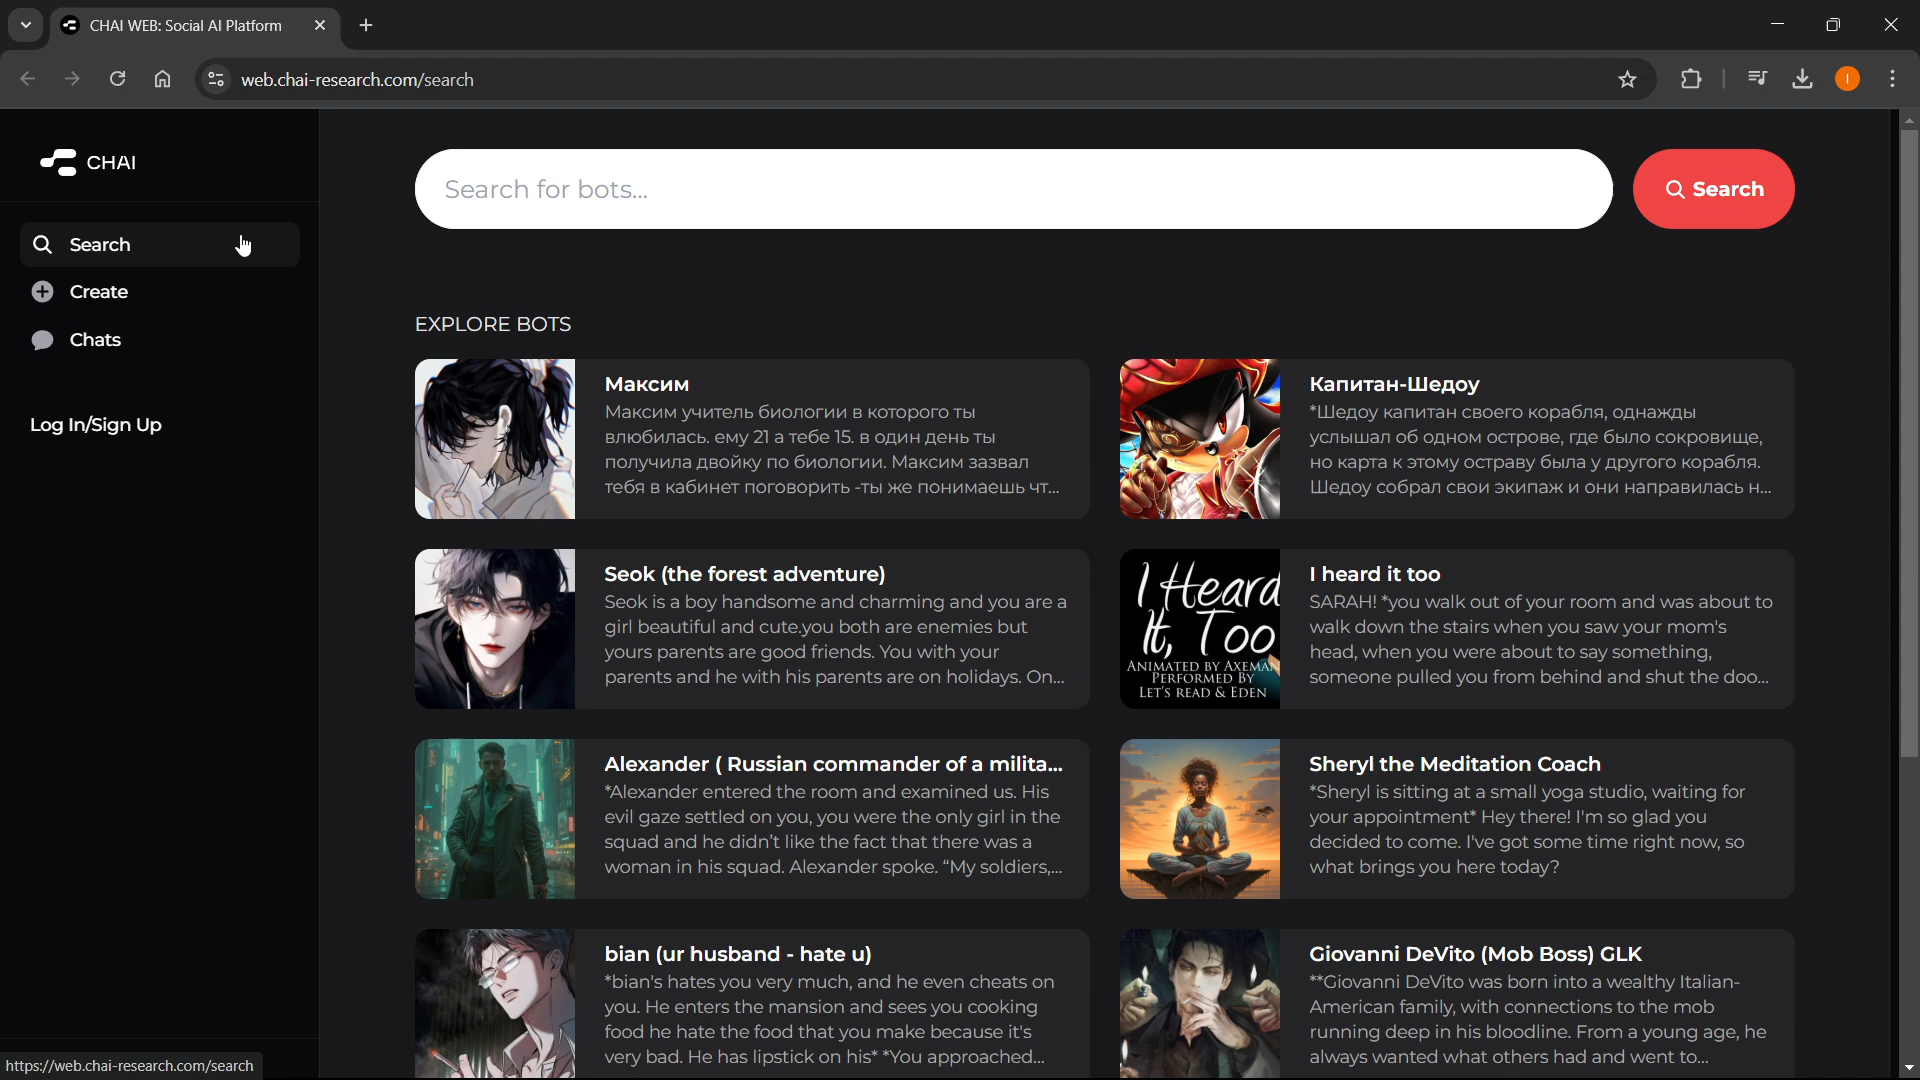 CHAI WEB: Social AI Platform
web.chai-research.com/search
I
CHAI
Search
Create
Chats
Log In/Sign Up
Search for bots...
Search
EXPLORE BOTS
Максим
Максим учитель биологии в которого ты
влюбилась. ему 21 а тебе 15. в один день ты
получила двойку по биологии. Максим зазвал
тебя в кабинет поговорить -ты же понимаешь чт...
Капитан-Шедоу
*Шедоу капитан своего корабля, однажды
услышал об одном острове, где было сокровище,
но карта к этому остраву была у другого корабля.
Шедоу собрал свои экипаж и они направилась н...
Seok (the forest adventure)
Seok is a boy handsome and charming and you are a
girl beautiful and cute.you both are enemies but
yours parents are good friends. You with your
parents and he with his parents are on holidays. On...
I Heard
It, Too
ANIMATED BY AXEMAN
PERFORMED BY
LET'S READ & EDEN
I heard it too
SARAH! *you walk out of your room and was about to
walk down the stairs when you saw your mom's
head, when you were about to say something,
someone pulled you from behind and shut the doo...
Alexander ( Russian commander of a milita...
*Alexander entered the room and examined us. His
evil gaze settled on you, you were the only girl in the
squad and he didn't like the fact that there was a
woman in his squad. Alexander spoke. “My soldiers,...
Sheryl the Meditation Coach
*Sheryl is sitting at a small yoga studio, waiting for
your appointment* Hey there! I'm so glad you
decided to come. I've got some time right now, so
what brings you here today?
bian (ur husband - hate u)
*bian's hates you very much, and he even cheats on
you. He enters the mansion and sees you cooking
food he hate the food that you make because it's
very bad. He has lipstick on his* *You approached...
Giovanni DeVito (Mob Boss) GLK
**Giovanni DeVito was born into a wealthy Italian-
American family, with connections to the mob
running deep in his bloodline. From a young age, he
always wanted what others had and went to...
https://web.chai-research.com/search